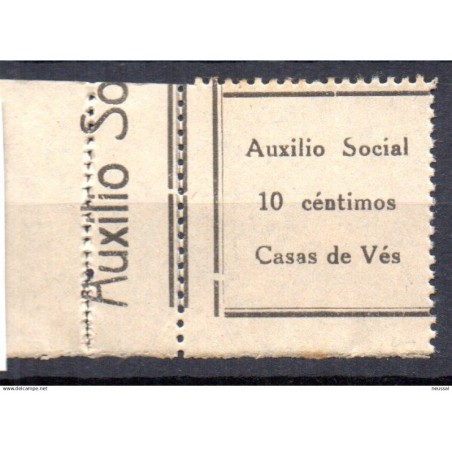 Auxilio So
Auxilio Social
10 céntimos
Casas de Vés